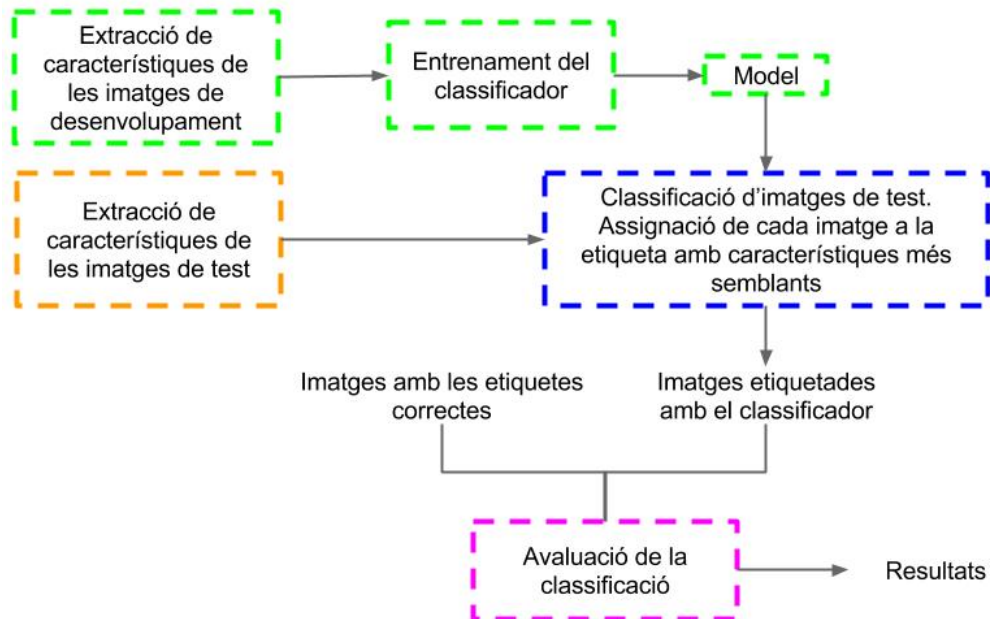 Extracció de
característiques de
les imatges de
desenvolupament
Entrenament del
classificador
Model
Extracció de
característiques de
les imatges de test
Classificació d’imatges de test.
Assignació de cada imatge a la
etiqueta amb característiques més
semblants
Imatges amb les etiquetes
correctes
Imatges etiquetades
amb el classificador
Avaluació de la
classificació
Resultats